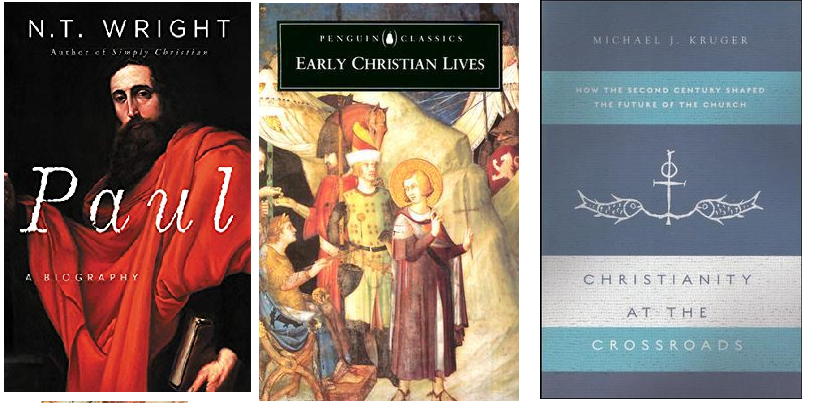 N.T. WRIGHT
Author of Simply Christian
Paul
A BIOGRAPHY
PENGUIN CLASSICS
EARLY CHRISTIAN LIVES
MICHAEL J. KRUGER
HOW THE SECOND CENTURY SHAPED
THE FUTURE OF THE CHURCH
CHRISTIANITY
AT THE
CROSSROADS